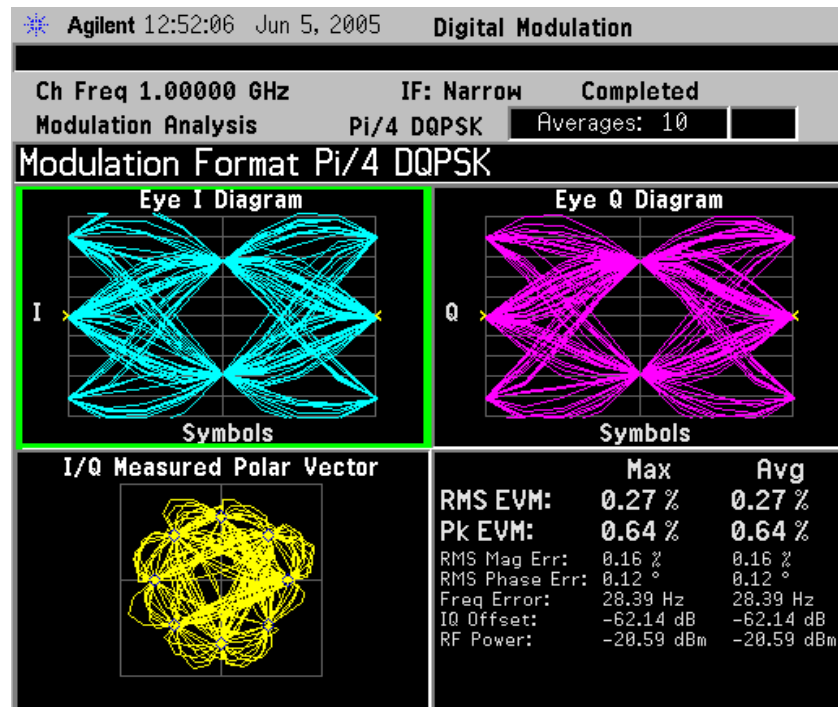 Agilent 12:52:06 Jun 5, 2005 Digital Modulation
Ch Freq 1.00000 GHz IF: Narrow Completed
Modulation Analysis Pi/4 DQPSK Averages: 10
Modulation Format Pi/4 DQPSK
Eye I Diagram
I
Symbols
Eye Q Diagram
Q
Symbols
I/Q Measured Polar Vector
Max Avg
RMS EVM: 0.27 % 0.27 %
Pk EVM: 0.64 % 0.64 %
RMS Mag Err: 0.16 % 0.16 %
RMS Phase Err: 0.12 ° 0.12 °
Freq Error: 28.39 Hz 28.39 Hz
IQ Offset: -62.14 dB -62.14 dB
RF Power: -20.59 dBm -20.59 dBm